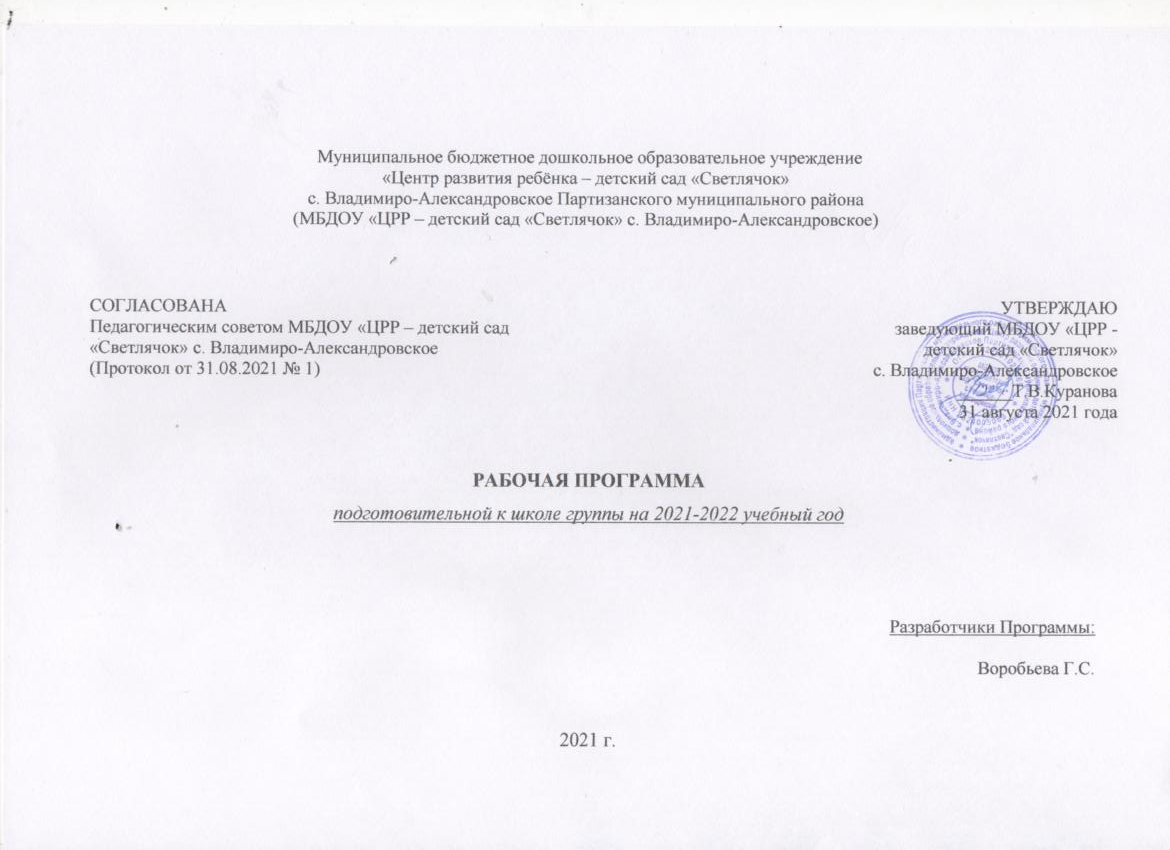 Муниципальное бюджетное дошкольное образовательное учреждение
«Центр развития ребёнка – детский сад «Светлячок»
с. Владимиро-Александровское Партизанского муниципального района
(МБДОУ «ЦРР – детский сад «Светлячок» с. Владимиро-Александровское)
СОГЛАСОВАНА
Педагогическим советом МБДОУ «ЦРР – детский сад
«Светлячок» с. Владимиро-Александровское
(Протокол от 31.08.2021 № 1)
УТВЕРЖДАЮ
заведующий МБДОУ «ЦРР -
детский сад «Светлячок»
с. Владимиро-Александровское
______Т.В.Куранова
31 августа 2021 года
РАБОЧАЯ ПРОГРАММА
подготовительной к школе группы на 2021-2022 учебный год
Разработчики Программы:
Воробьева Г.С.
2021 г.